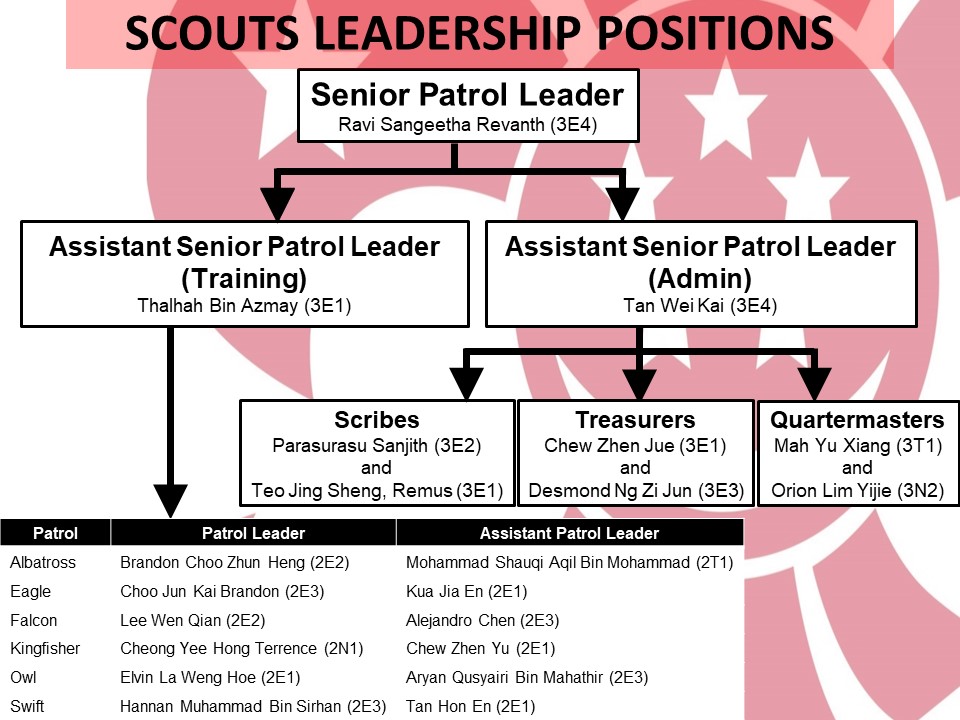 SCOUTS LEADERSHIP POSITIONS
Senior Patrol Leader
Ravi Sangeetha Revanth (3E4)
Assistant Senior Patrol Leader
(Training)
Thalhah Bin Azmay (3E1)
Assistant Senior Patrol Leader
(Admin)
Tan Wei Kai (3E4)
Scribes
Parasurasu Sanjith (3E2)
and
Teo Jing Sheng, Remus (3E1)
Treasurers
Chew Zhen Jue (3E1)
and
Desmond Ng Zi Jun (3E3)
Quartermasters
Mah Yu Xiang (3T1)
and
Orion Lim Yijie (3N2)
Patrol Patrol Leader Assistant Patrol Leader
Albatross Brandon Choo Zhun Heng (2E2) Mohammad Shauqi Aqil Bin Mohammad (2T1)
Eagle Choo Jun Kai Brandon (2E3) Kua Jia En (2E1)
Falcon Lee Wen Qian (2E2) Alejandro Chen (2E3)
Kingfisher Cheong Yee Hong Terrence (2N1) Chew Zhen Yu (2E1)
Owl Elvin La Weng Hoe (2E1) Aryan Qusyairi Bin Mahathir (2E3)
Swift Hannan Muhammad Bin Sirhan (2E3) Tan Hon En (2E1)